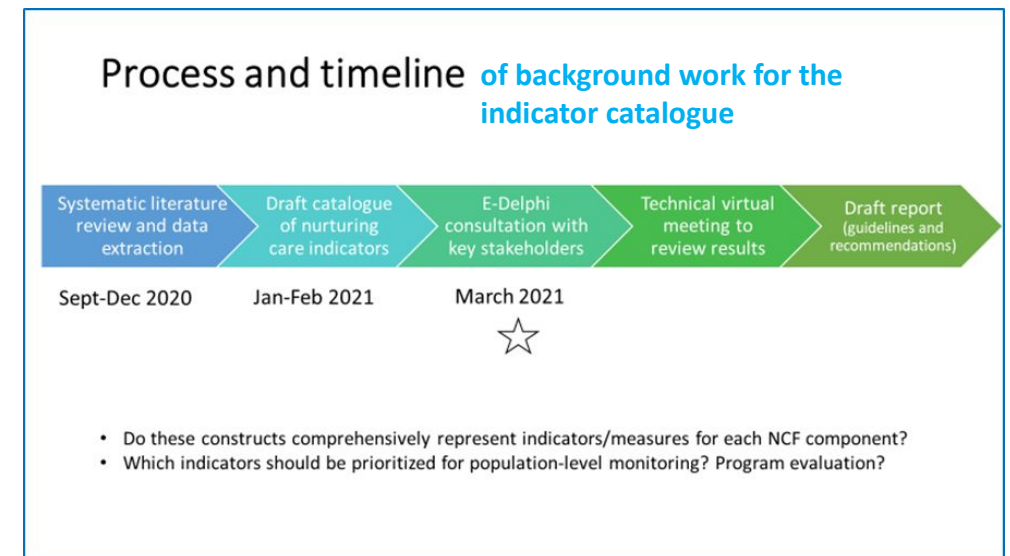 Process and timeline of background work for the
indicator catalogue
Systematic literature
review and data
extraction
Draft catalogue
of nurturing
care indicators
E-Delphi
consultation with
key stakeholders
Technical virtual
meeting to
review results
Draft report
(guidelines and
recommendations)
Sept-Dec 2020
Jan-Feb 2021
March 2021
• Do these constructs comprehensively represent indicators/measures for each NCF component?
• Which indicators should be prioritized for population-level monitoring? Program evaluation?